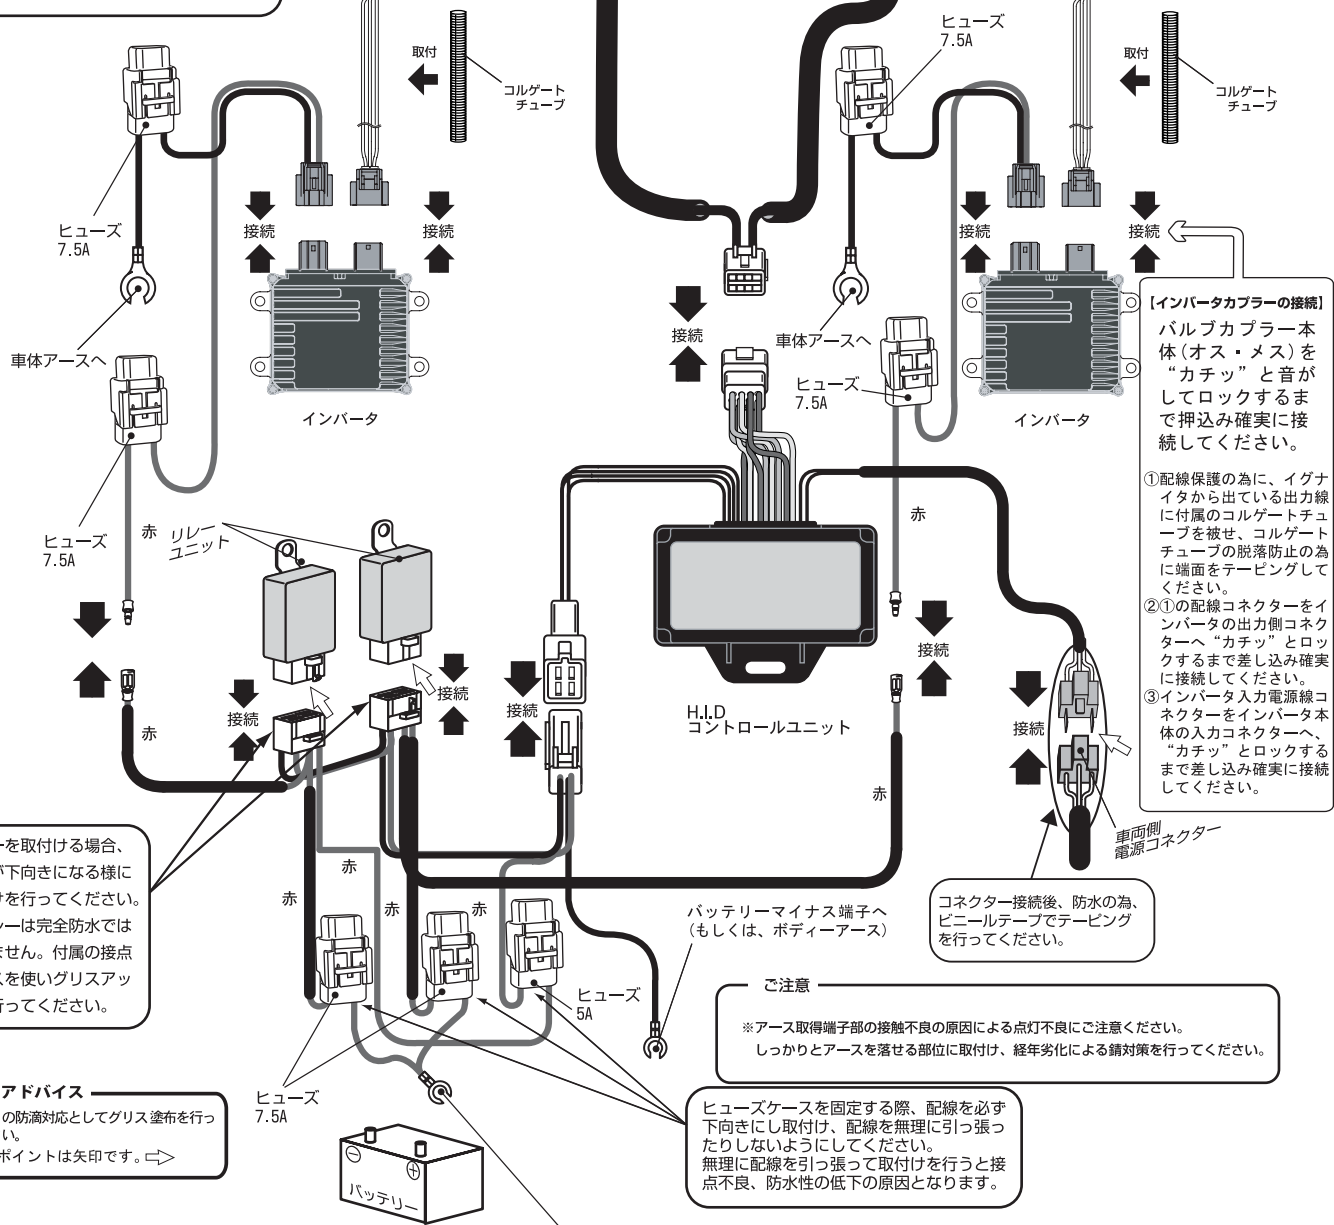 ヒューズ
7.5A
取付
コルゲート
チューブ
ヒューズ
7.5A
取付
コルゲート
チューブ
ヒューズ
7.5A
接続
接続
接続
接続
接続
車体アースへ
車体アースへ
ヒューズ
7.5A
インバータ
インバータ
【インバータカプラーの接続】
バルブカプラー本
体(オス・メス)を
“カチッ”と音が
してロックするま
で押込み確実に接
続してください。
①配線保護の為に、イグナ
イタから出ている出力線
に付属のコルゲートチュ
ーブを被せ、コルゲート
チューブの脱落防止の為
に端面をテーピングして
ください。
②①の配線コネクターをイ
ンバータの出力側コネク
ターへ“カチッ”とロッ
クするまで差し込み確実
に接続してください。
③インバータ入力電源線コ
ネクターをインバータ本
体の入力コネクターへ、
“カチッ”とロックする
まで差し込み確実に接続
してください。
ヒューズ
7.5A
赤
リレー
ユニット
赤
接続
接続
接続
接続
接続
H.I.D
コントロールユニット
赤
赤
車両側
電源コネクター
ーを取付ける場合、
が下向きになる様に
けを行ってください。
レーは完全防水では
ません。付属の接点
スを使いグリスアッ
行ってください。
赤
赤
赤
赤
バッテリーマイナス端子へ
(もしくは、ボディーアース)
コネクター接続後、防水の為、
ビニールテープでテーピング
を行ってください。
ヒューズ
5A
ご注意
※アース取得端子部の接触不良の原因による点灯不良にご注意ください。
しっかりとアースを落せる部位に取付け、経年劣化による錆対策を行ってください。
アドバイス
の防滴対応としてグリス塗布を行っ
い。
ポイントは矢印です。⇨
ヒューズ
7.5A
⊖
⊕
バッテリー
ヒューズケースを固定する際、配線を必ず
下向きにし取付け、配線を無理に引っ張っ
たりしないようにしてください。
無理に配線を引っ張って取付けを行うと接
点不良、防水性の低下の原因となります。